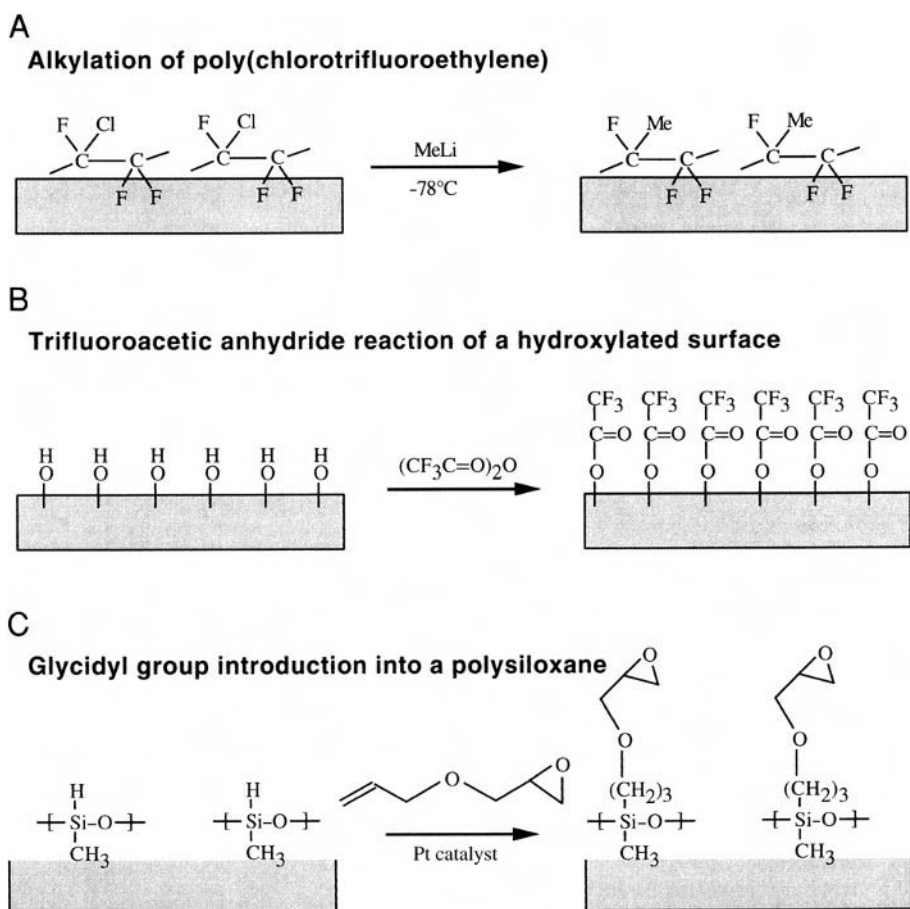 A
Alkylation of poly(chlorotrifluoroethylene)
F Cl F Cl
C C C C
F F F F
MeLi
-78°C
F Me F Me
C C C C
F F F F
B
Trifluoroacetic anhydride reaction of a hydroxylated surface
H H H H H H
O O O O O O
(CF₃C=O)₂O
CF₃ CF₃ CF₃ CF₃ CF₃ CF₃
C=O C=O C=O C=O C=O C=O
O O O O O O
C
Glycidyl group introduction into a polysiloxane
H H
Si-O Si-O
CH₃ CH₃
O O
Pt catalyst
O O
O O
(CH₂)₃ (CH₂)₃
Si-O Si-O
CH₃ CH₃